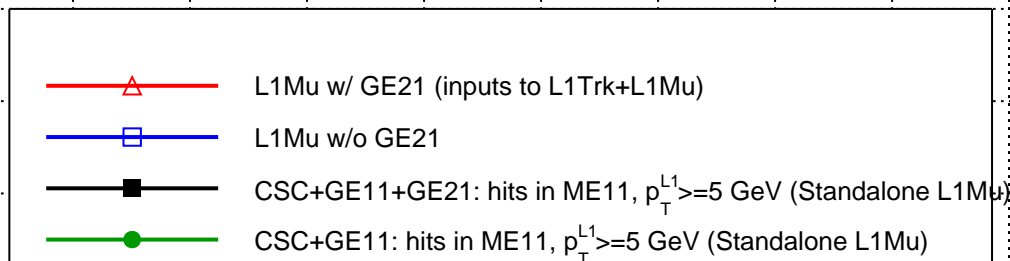 L1Mu w/ GE21 (inputs to L1Trk+L1Mu)
L1Mu w/o GE21
CSC+GE11+GE21: hits in ME11, p_T^L1>=5 GeV (Standalone L1Mu)
CSC+GE11: hits in ME11, p_T^L1>=5 GeV (Standalone L1Mu)